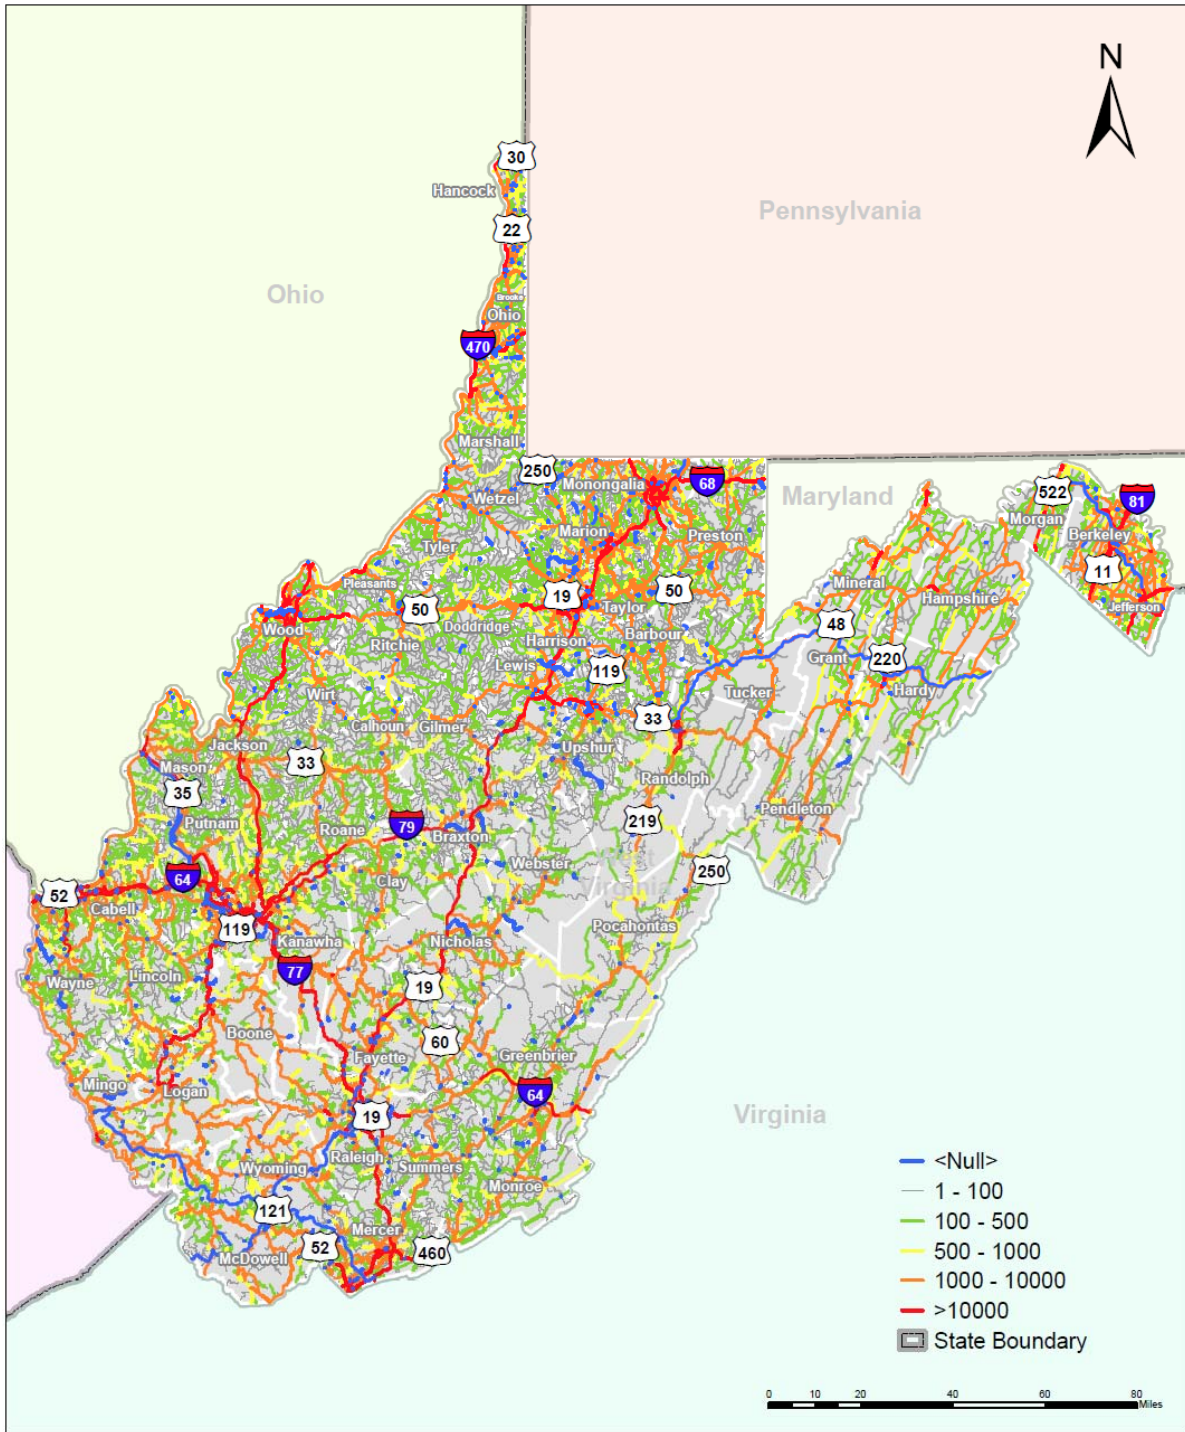 N
30
Hancock
Pennsylvania
22
Ohio
Brooke
Ohio
470
Marshall
250
Wetzel
Monongalia
68
Maryland
522
81
Morgan
Berkeley
Marion
Preston
Tyler
11
Pleasants
Mineral
19
50
50
Taylor
Hampshire
Jefferson
Wood
Doddridge
Harrison
Barbour
48
Ritchie
Lewis
119
Grant
220
Wirt
Tucker
Hardy
Calhoun
Gilmer
33
Jackson
Upshur
33
Mason
Randolph
35
Pendleton
Putnam
Roane
79
Braxton
219
West
Virginia
Webster
250
64
Clay
52
Cabell
119
Kanawha
Nicholas
Pocahontas
77
Wayne
Lincoln
19
Boone
60
Fayette
Greenbrier
Mingo
Logan
64
19
Virginia
Raleigh
Wyoming
Summers
Monroe
121
Mercer
52
460
McDowell
<Null>
1 - 100
100 - 500
500 - 1000
1000 - 10000
>10000
State Boundary
0 10 20 40 60 80
Miles